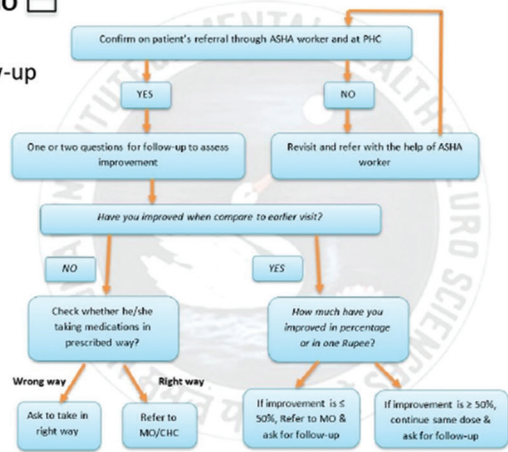 w-up
Confirm on patient's referral through ASHA worker and at PHC
YES
NO
One or two questions for follow-up to assess
improvement
Revisit and refer with the help of ASHA
worker
Have you improved when compare to earlier visit?
NO
YES
Check whether he/she
taking medications in
prescribed way?
How much have you
improved in percentage
or in one Rupee?
Wrong way
Right way
Ask to take in
right way
Refer to
MO/CHC
If improvement is ≤
50%, Refer to MO &
ask for follow-up
If improvement is ≥ 50%,
continue same dose &
ask for follow-up